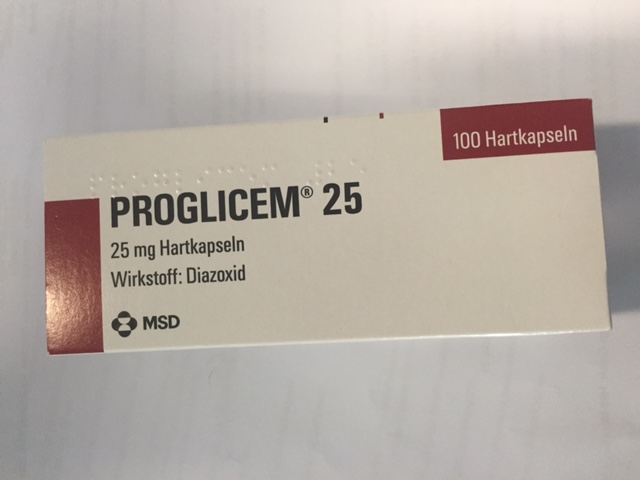 100 Hartkapseln
PROGLICEM® 25
25 mg Hartkapseln
Wirkstoff: Diazoxid
MSD